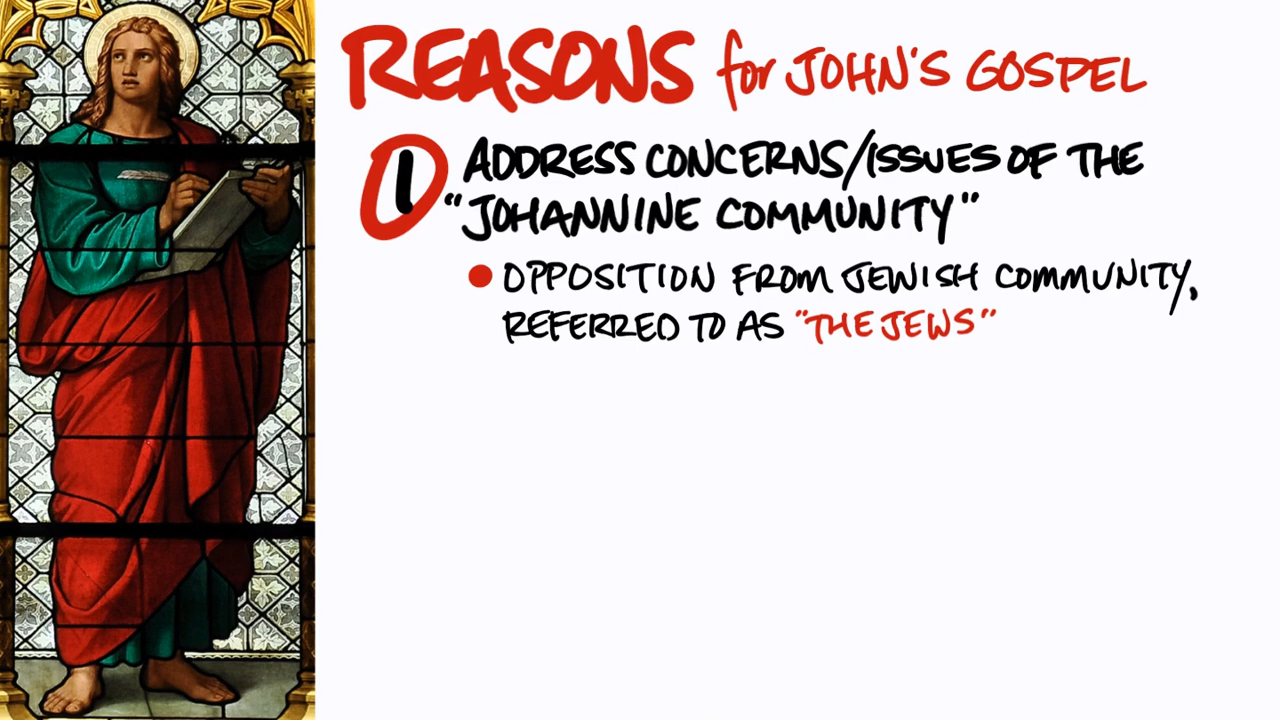 REASONS for JOHN'S GOSPEL
1 ADDRESS CONCERNS/ISSUES OF THE
"JOHANNINE COMMUNITY"
• OPPOSITION FROM JEWISH COMMUNITY,
REFERRED TO AS "THE JEWS"